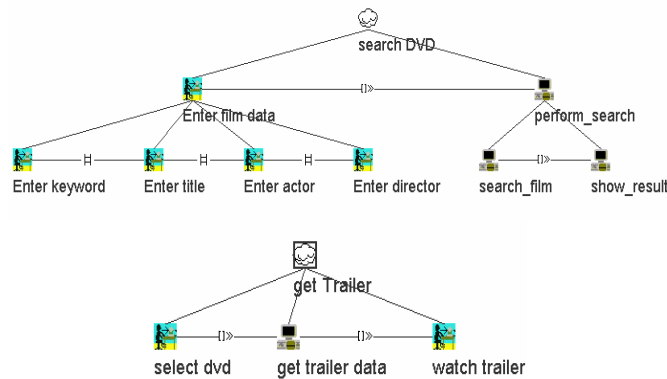 search DVD
[]»
Enter film data
perform_search
|=| |=| |=| []»
Enter keyword Enter title Enter actor Enter director search_film show_result
get Trailer
[]» []»
select dvd get trailer data watch trailer